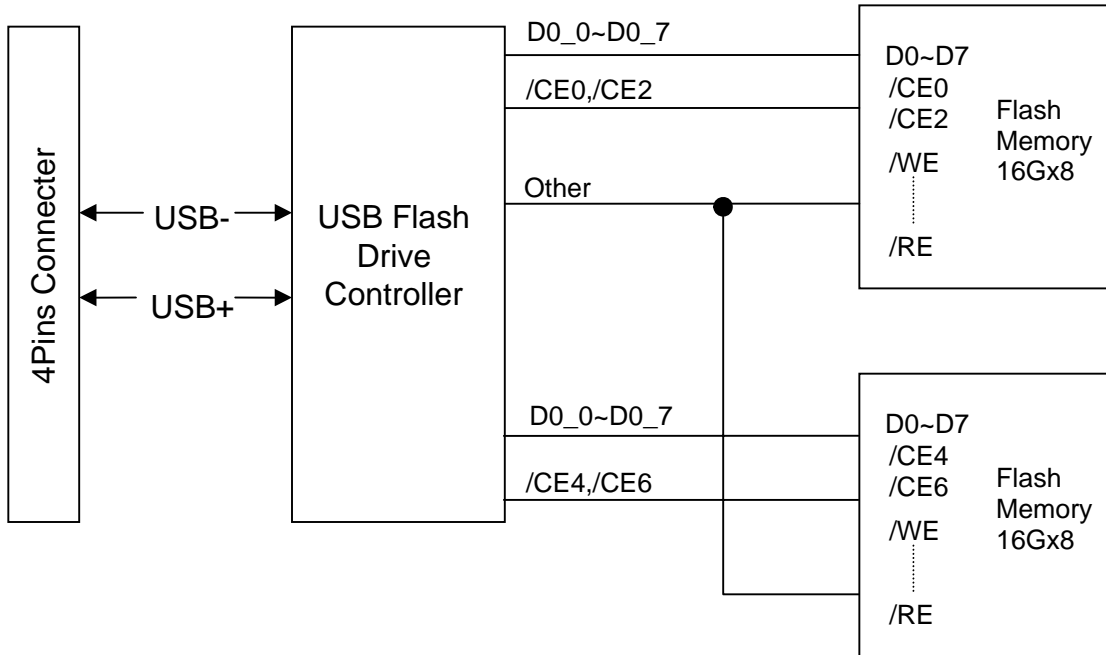 4Pins Connecter
USB-
USB+
USB Flash
Drive
Controller
D0_0~D0_7
/CE0,/CE2
Other
D0~D7
/CE0
/CE2
/WE
/RE
Flash
Memory
16Gx8
D0_0~D0_7
/CE4,/CE6
D0~D7
/CE4
/CE6
/WE
/RE
Flash
Memory
16Gx8